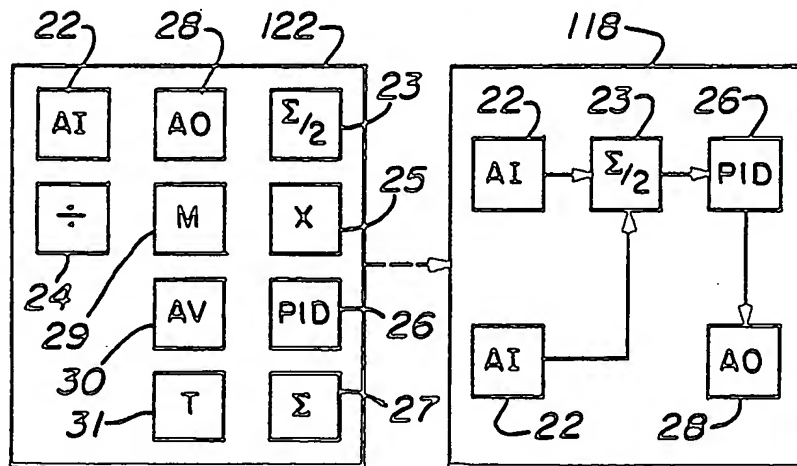 22 28 122 118
AI AO Σ/2 23 22 23 26
AI Σ/2 PID
÷ M X 25
24
29 AV PID 26 AI AO
30
31 T Σ 27 22 28